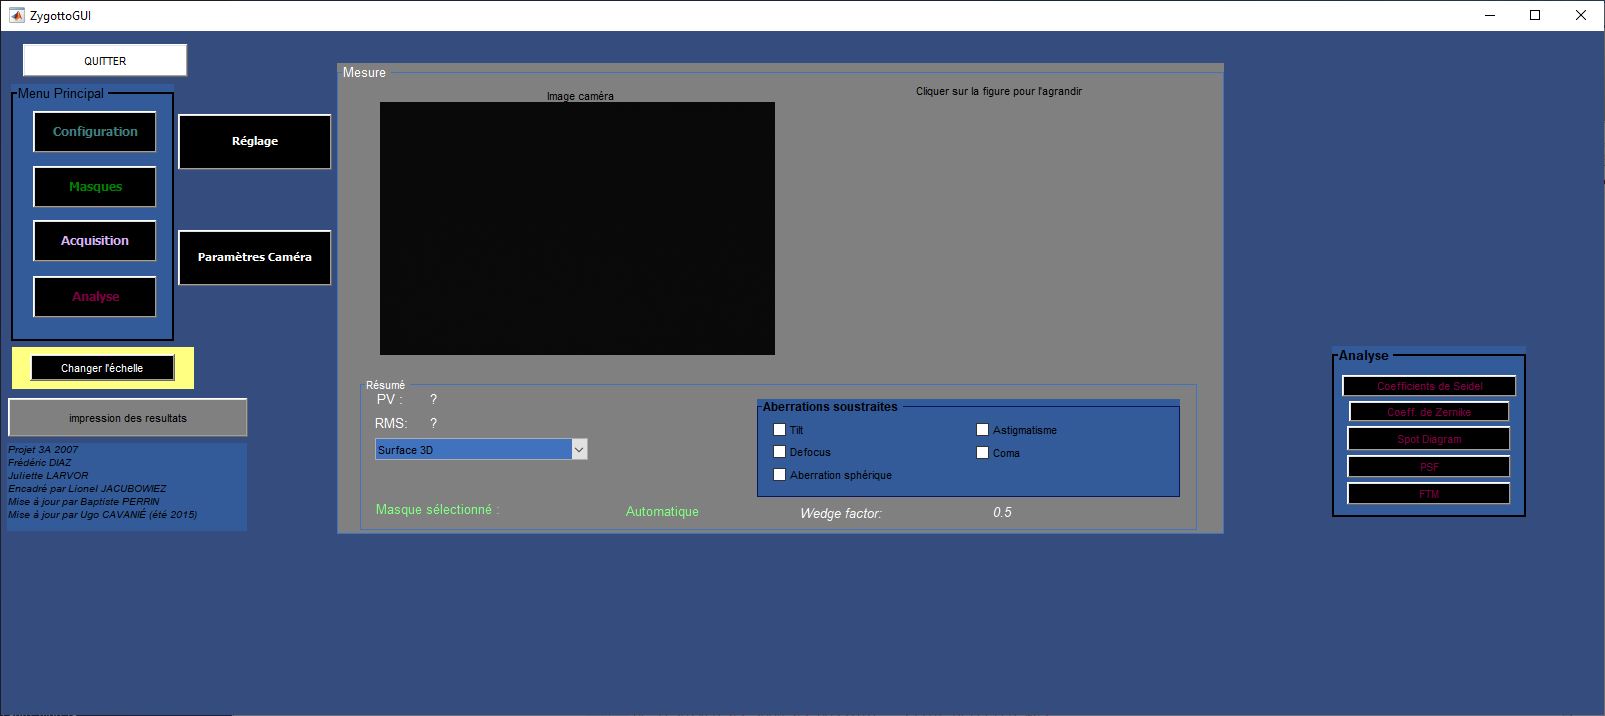 ZygottoGUI
QUITTER
Menu Principal
Configuration
Masques
Acquisition
Analyse
Réglage
Paramètres Caméra
Changer l'échelle
impression des resultats
Projet 3A 2007
Frédéric DIAZ
Juliette LARVOR
Encadré par Lionel JACUBOWIEZ
Mise à jour par Baptiste PERRIN
Mise à jour par Ugo CAVANIÉ (été 2015)
Mesure
Image caméra
Cliquer sur la figure pour l'agrandir
Résumé
PV : ?
RMS: ?
Surface 3D
Aberrations soustraites
Tilt
Defocus
Aberration sphérique
Astigmatisme
Coma
Masque sélectionné : Automatique
Wedge factor: 0.5
Analyse
Coefficients de Seidel
Coeff. de Zernike
Spot Diagram
PSF
FTM